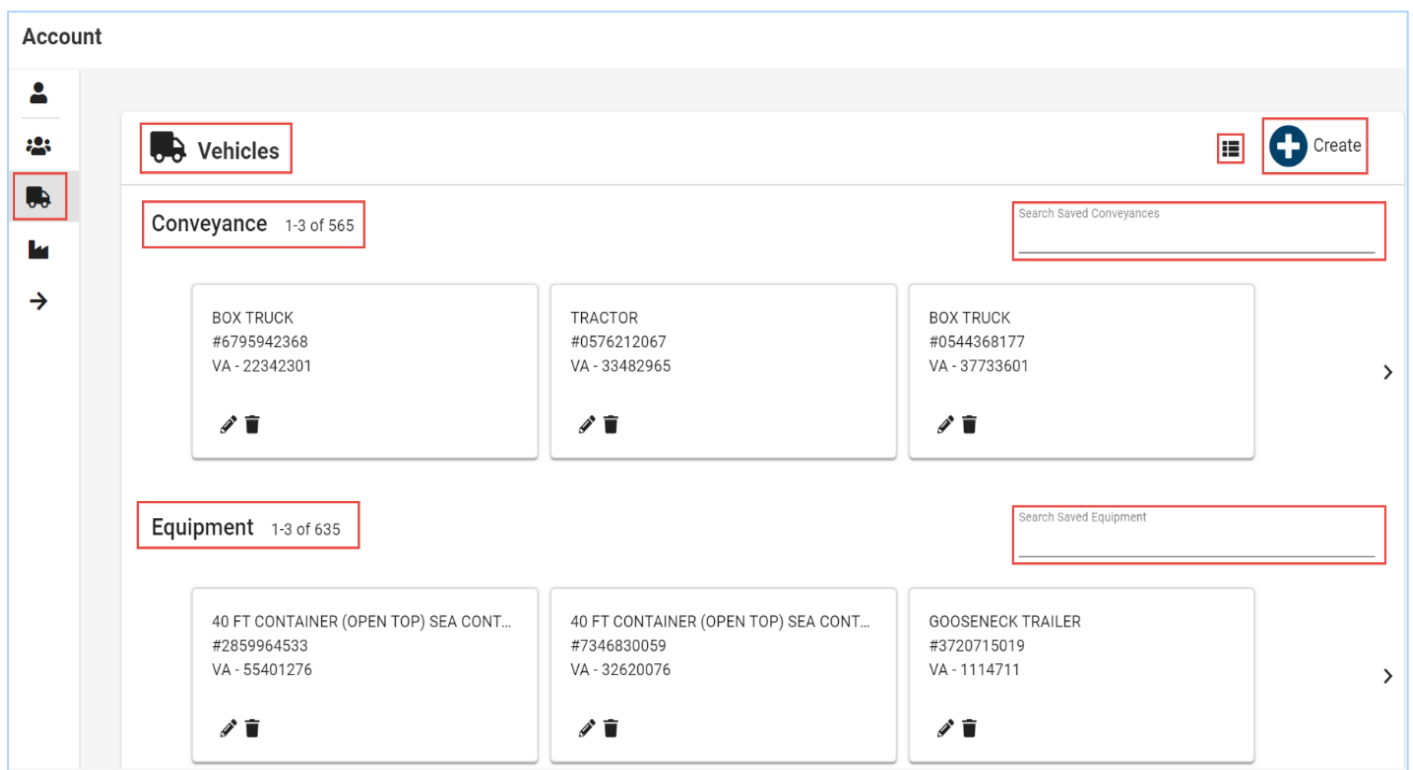 Account
Vehicles
Create
Conveyance 1-3 of 565
Search Saved Conveyances
BOX TRUCK
#6795942368
VA - 22342301
TRACTOR
#0576212067
VA - 33482965
BOX TRUCK
#0544368177
VA - 37733601
Equipment 1-3 of 635
Search Saved Equipment
40 FT CONTAINER (OPEN TOP) SEA CONT...
#2859964533
VA - 55401276
40 FT CONTAINER (OPEN TOP) SEA CONT...
#7346830059
VA - 32620076
GOOSENECK TRAILER
#3720715019
VA - 1114711